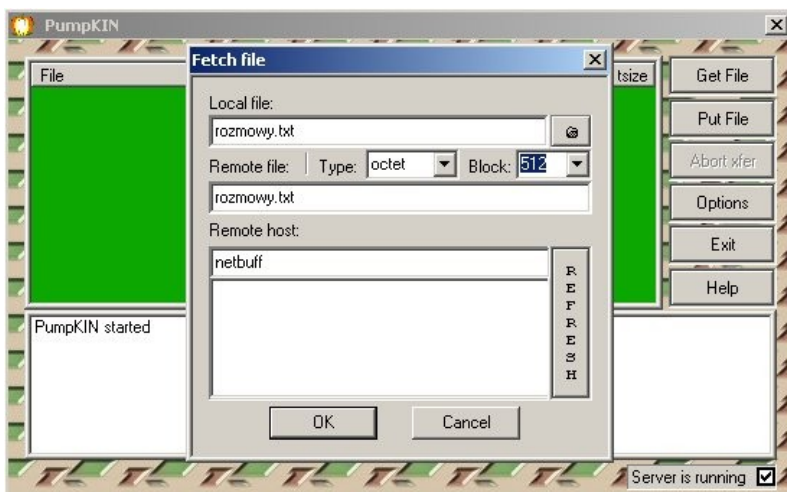 PumpKIN
Fetch file
File
tsize
Get File
Local file:
rozmowy.txt
Put File
Remote file:
Type: octet
Block: 512
Abort xfer
rozmowy.txt
Options
Remote host:
Exit
netbuff
REFRESH
Help
PumpKIN started
OK
Cancel
Server is running